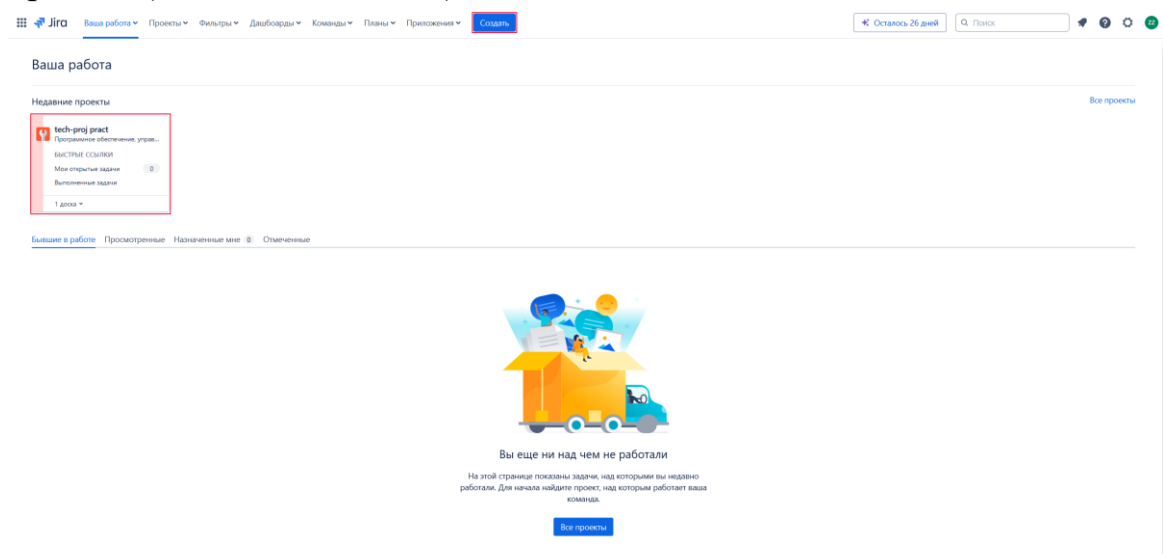 Jira Ваша работа Проекты Фильтры Дашбоарды Команды Планы Приложения Создать Осталось 26 дней Поиск ZZ
Ваша работа
Недавние проекты Все проекты
tech-proj pract
Программное обеспечение, управ...
БЫСТРЫЕ ССЫЛКИ
Мои открытые задачи 0
Выполненные задачи
1 доска
Бывшие в работе Просмотренные Назначенные мне 0 Отмеченные
Вы еще ни над чем не работали
На этой странице показаны задачи, над которыми вы недавно
работали. Для начала найдите проект, над которым работает ваша
команда.
Все проекты